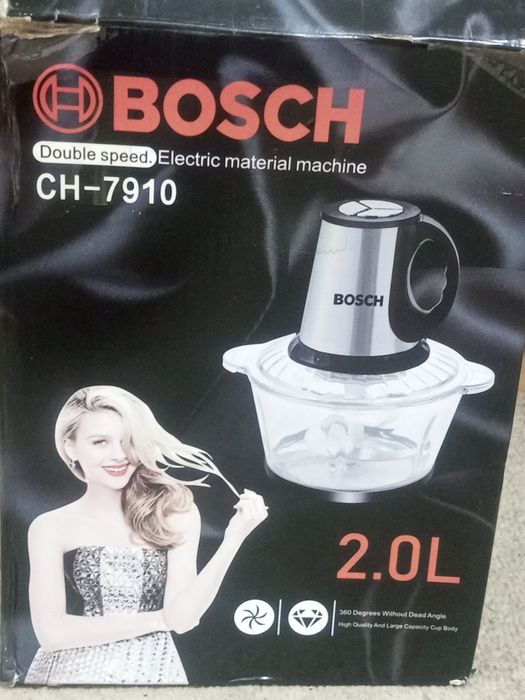 BOSCH
Double speed. Electric material machine
CH-7910
BOSCH
2.0L
360 Degrees Without Dead Angle
High Quality And Large Capacity Cup Body